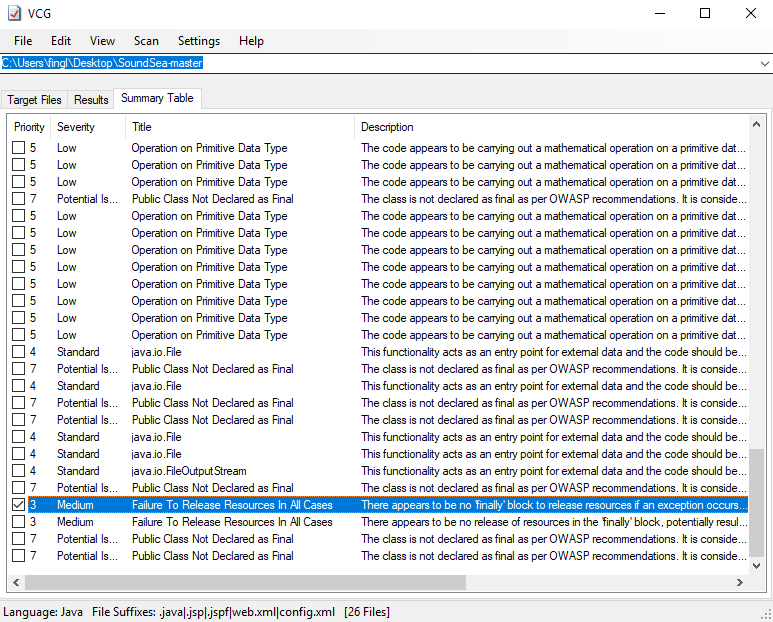 VCG
File Edit View Scan Settings Help
C:\Users\fingl\Desktop\SoundSea-master
Target Files Results Summary Table
Priority Severity Title Description
5 Low Operation on Primitive Data Type The code appears to be carrying out a mathematical operation on a primitive dat...
5 Low Operation on Primitive Data Type The code appears to be carrying out a mathematical operation on a primitive dat...
5 Low Operation on Primitive Data Type The code appears to be carrying out a mathematical operation on a primitive dat...
7 Potential Is... Public Class Not Declared as Final The class is not declared as final as per OWASP recommendations. It is conside...
5 Low Operation on Primitive Data Type The code appears to be carrying out a mathematical operation on a primitive dat...
5 Low Operation on Primitive Data Type The code appears to be carrying out a mathematical operation on a primitive dat...
5 Low Operation on Primitive Data Type The code appears to be carrying out a mathematical operation on a primitive dat...
5 Low Operation on Primitive Data Type The code appears to be carrying out a mathematical operation on a primitive dat...
5 Low Operation on Primitive Data Type The code appears to be carrying out a mathematical operation on a primitive dat...
5 Low Operation on Primitive Data Type The code appears to be carrying out a mathematical operation on a primitive dat...
5 Low Operation on Primitive Data Type The code appears to be carrying out a mathematical operation on a primitive dat...
5 Low Operation on Primitive Data Type The code appears to be carrying out a mathematical operation on a primitive dat...
4 Standard java.io.File This functionality acts as an entry point for external data and the code should be...
7 Potential Is... Public Class Not Declared as Final The class is not declared as final as per OWASP recommendations. It is conside...
4 Standard java.io.File This functionality acts as an entry point for external data and the code should be...
7 Potential Is... Public Class Not Declared as Final The class is not declared as final as per OWASP recommendations. It is conside...
7 Potential Is... Public Class Not Declared as Final The class is not declared as final as per OWASP recommendations. It is conside...
4 Standard java.io.File This functionality acts as an entry point for external data and the code should be...
4 Standard java.io.File This functionality acts as an entry point for external data and the code should be...
4 Standard java.io.FileOutputStream This functionality acts as an entry point for external data and the code should be...
7 Potential Is... Public Class Not Declared as Final The class is not declared as final as per OWASP recommendations. It is conside...
3 Medium Failure To Release Resources In All Cases There appears to be no 'finally' block to release resources if an exception occurs...
3 Medium Failure To Release Resources In All Cases There appears to be no release of resources in the 'finally' block, potentially resul...
7 Potential Is... Public Class Not Declared as Final The class is not declared as final as per OWASP recommendations. It is conside...
7 Potential Is... Public Class Not Declared as Final The class is not declared as final as per OWASP recommendations. It is conside...
Language: Java File Suffixes: .java|.jsp|.jspf|web.xml|config.xml [26 Files]